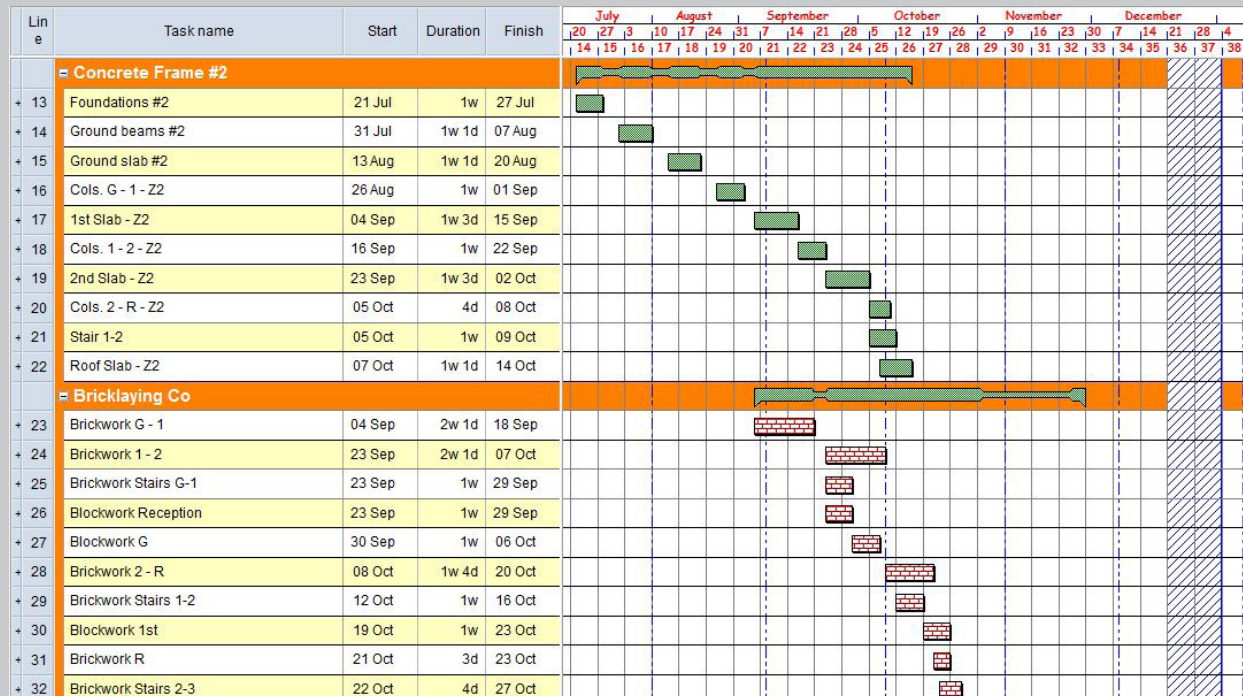 July August September October November December
Line Task name Start Duration Finish 20 27 3 10 17 24 31 7 14 21 28 5 12 19 26 2 9 16 23 30 7 14 21 28 4
14 15 16 17 18 19 20 21 22 23 24 25 26 27 28 29 30 31 32 33 34 35 36 37 38
Concrete Frame #2
13 Foundations #2 21 Jul 1w 27 Jul
14 Ground beams #2 31 Jul 1w 1d 07 Aug
15 Ground slab #2 13 Aug 1w 1d 20 Aug
16 Cols. G - 1 - Z2 26 Aug 1w 01 Sep
17 1st Slab - Z2 04 Sep 1w 3d 15 Sep
18 Cols. 1 - 2 - Z2 16 Sep 1w 22 Sep
19 2nd Slab - Z2 23 Sep 1w 3d 02 Oct
20 Cols. 2 - R - Z2 05 Oct 4d 08 Oct
21 Stair 1-2 05 Oct 1w 09 Oct
22 Roof Slab - Z2 07 Oct 1w 1d 14 Oct
Bricklaying Co
23 Brickwork G - 1 04 Sep 2w 1d 18 Sep
24 Brickwork 1 - 2 23 Sep 2w 1d 07 Oct
25 Brickwork Stairs G-1 23 Sep 1w 29 Sep
26 Blockwork Reception 23 Sep 1w 29 Sep
27 Blockwork G 30 Sep 1w 06 Oct
28 Brickwork 2 - R 08 Oct 1w 4d 20 Oct
29 Brickwork Stairs 1-2 12 Oct 1w 16 Oct
30 Blockwork 1st 19 Oct 1w 23 Oct
31 Brickwork R 21 Oct 3d 23 Oct
32 Brickwork Stairs 2-3 22 Oct 4d 27 Oct